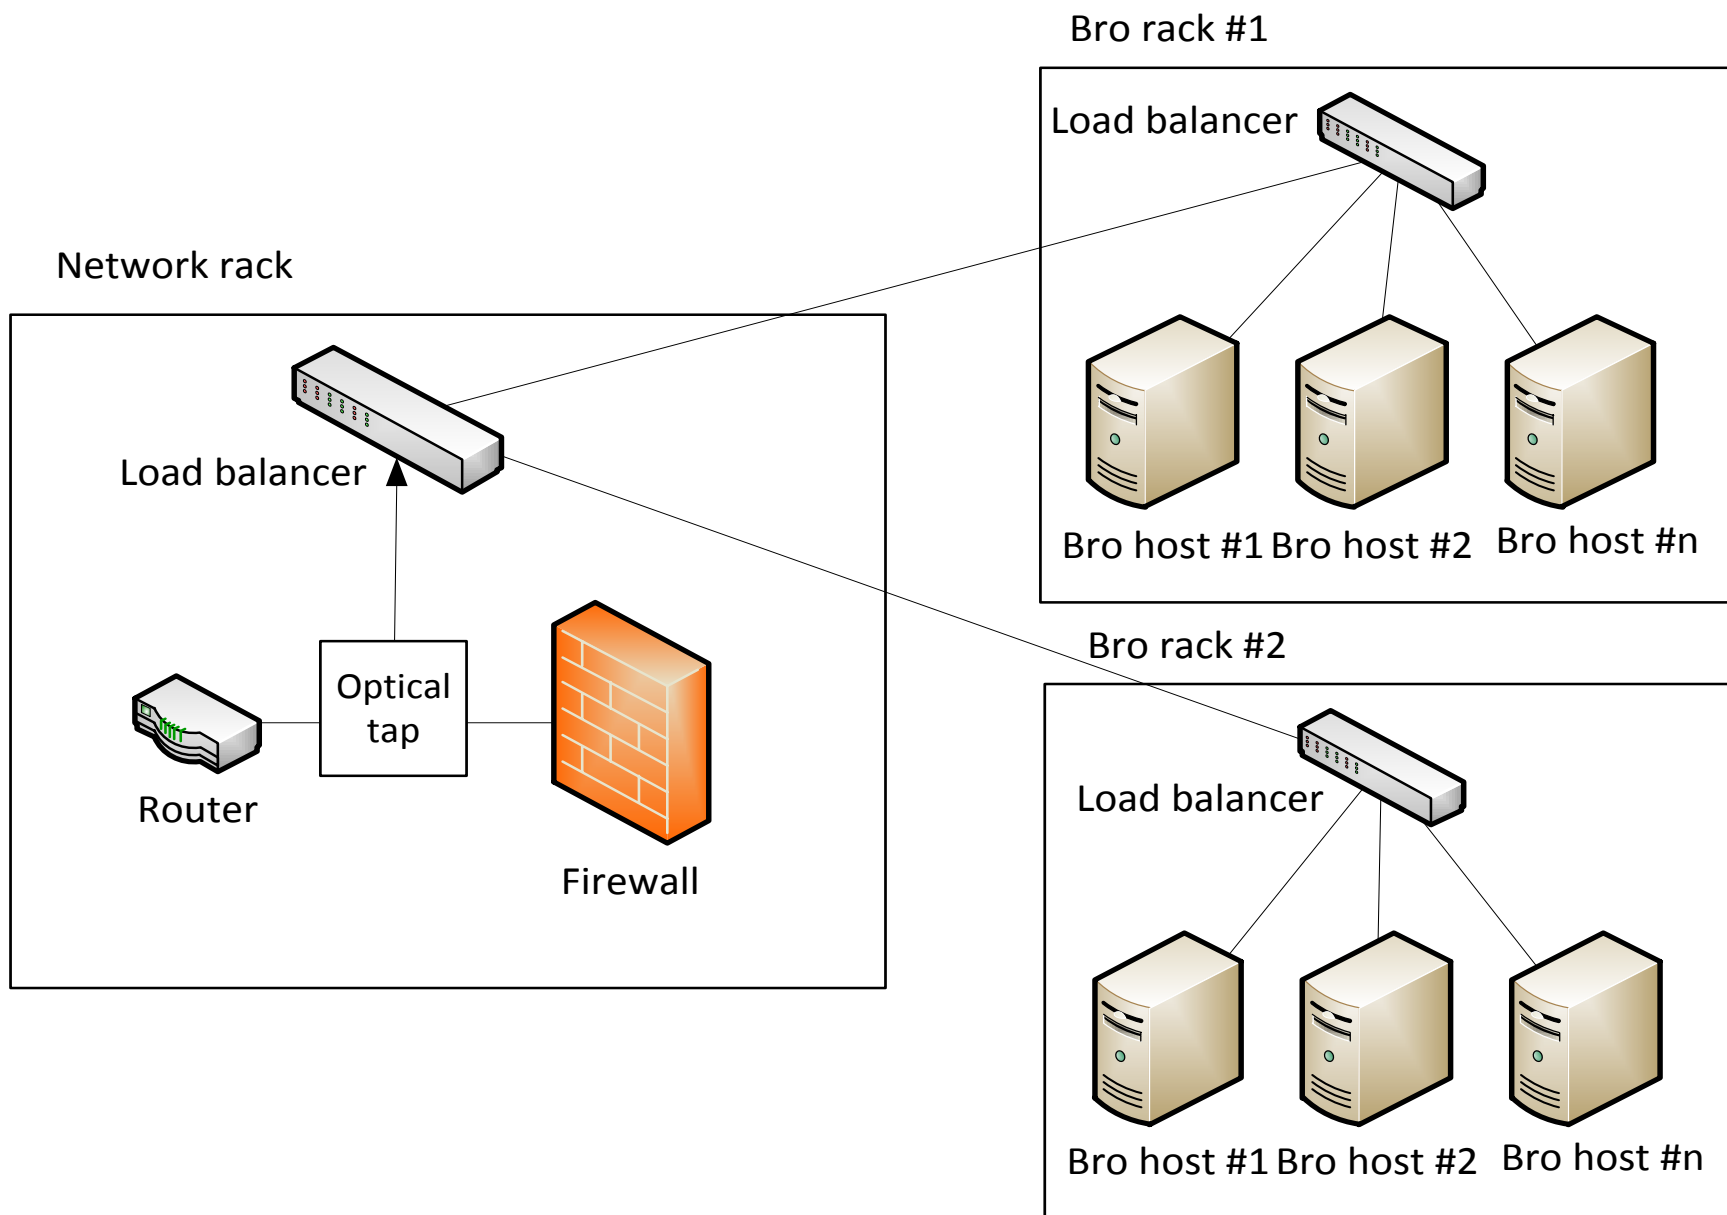 Bro rack #1
Load balancer
Bro host #1 Bro host #2 Bro host #n
Network rack
Load balancer
Optical
tap
Router
Firewall
Bro rack #2
Load balancer
Bro host #1 Bro host #2 Bro host #n